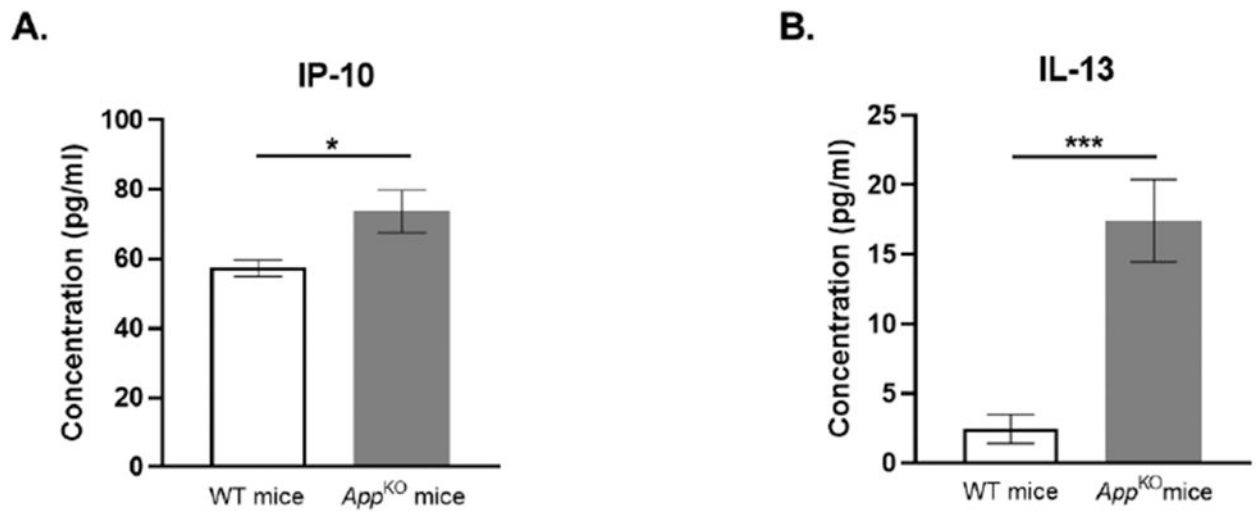 A.
IP-10
Concentration (pg/ml)
100
80
60
40
20
0
*
WT mice
App^KO mice
B.
IL-13
Concentration (pg/ml)
25
20
15
10
5
0
***
WT mice
App^KO mice